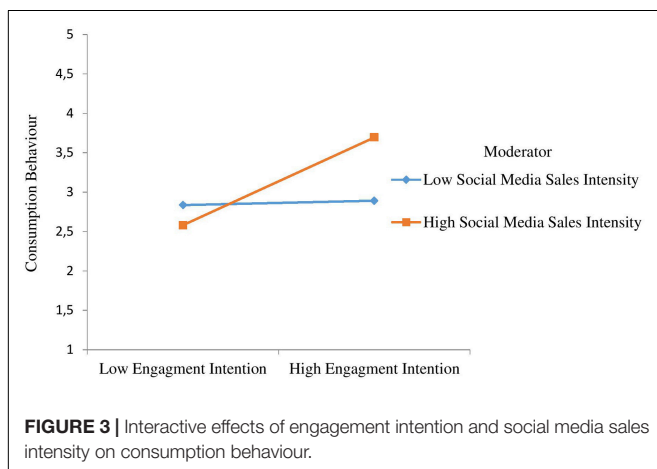 5
4,5
4
3,5
3
2,5
2
1,5
1
Consumption Behaviour
Low Engagment Intention
High Engagment Intention
Moderator
Low Social Media Sales Intensity
High Social Media Sales Intensity
FIGURE 3 | Interactive effects of engagement intention and social media sales
intensity on consumption behaviour.